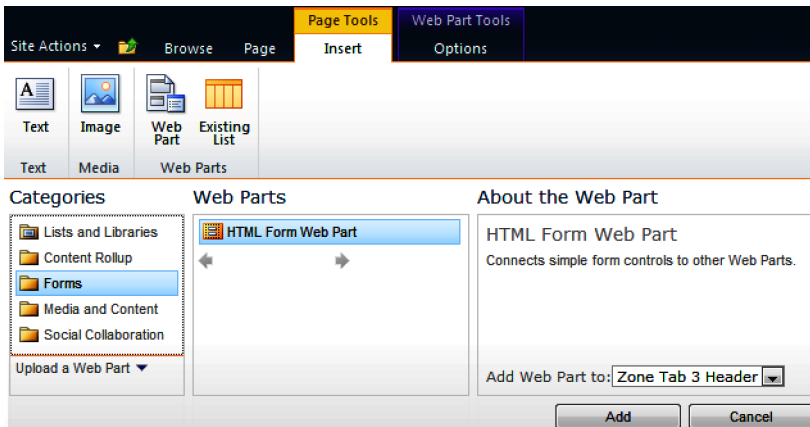 Page Tools Web Part Tools
Site Actions Browse Page Insert Options
A
Text Image Web Part Existing List
Text Media Web Parts
Categories Web Parts About the Web Part
Lists and Libraries
Content Rollup
Forms
Media and Content
Social Collaboration
Upload a Web Part
HTML Form Web Part
HTML Form Web Part
Connects simple form controls to other Web Parts.
Add Web Part to: Zone Tab 3 Header
Add Cancel